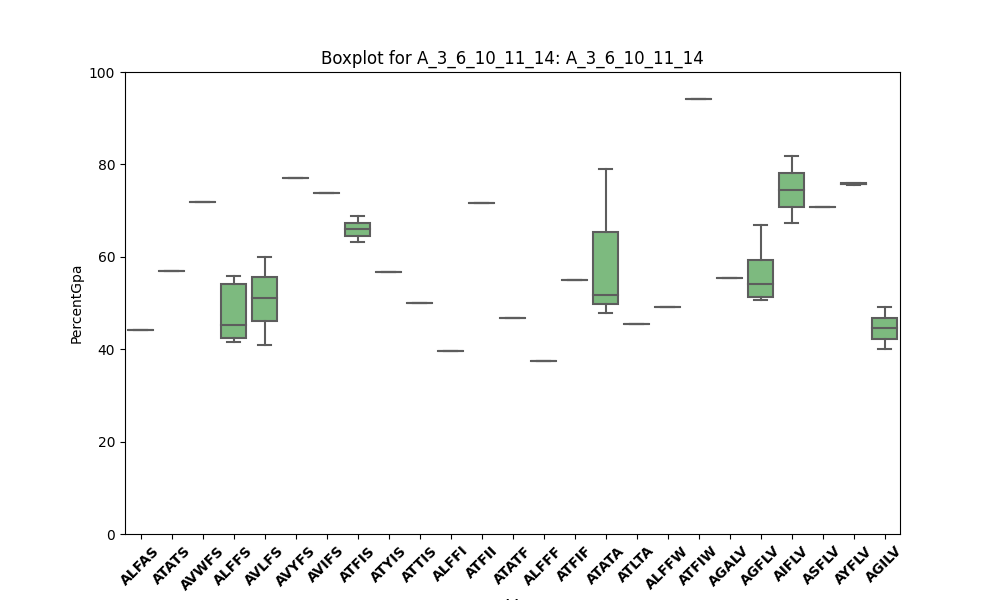 Boxplot for A_3_6_10_11_14: A_3_6_10_11_14
PercentGpa
100
80
60
40
20
0
ALFAS
ATATS
AVWFS
ALFFS
AVLFS
AVYFS
AVIFS
ATFIS
ATYIS
ATTIS
ALFFI
ATFII
ATATF
ALFFF
ATFIF
ATATA
ATLTA
ALFFW
ATFIW
AGALV
AGFLV
AIFLV
ASFLV
AYFLV
AGILV